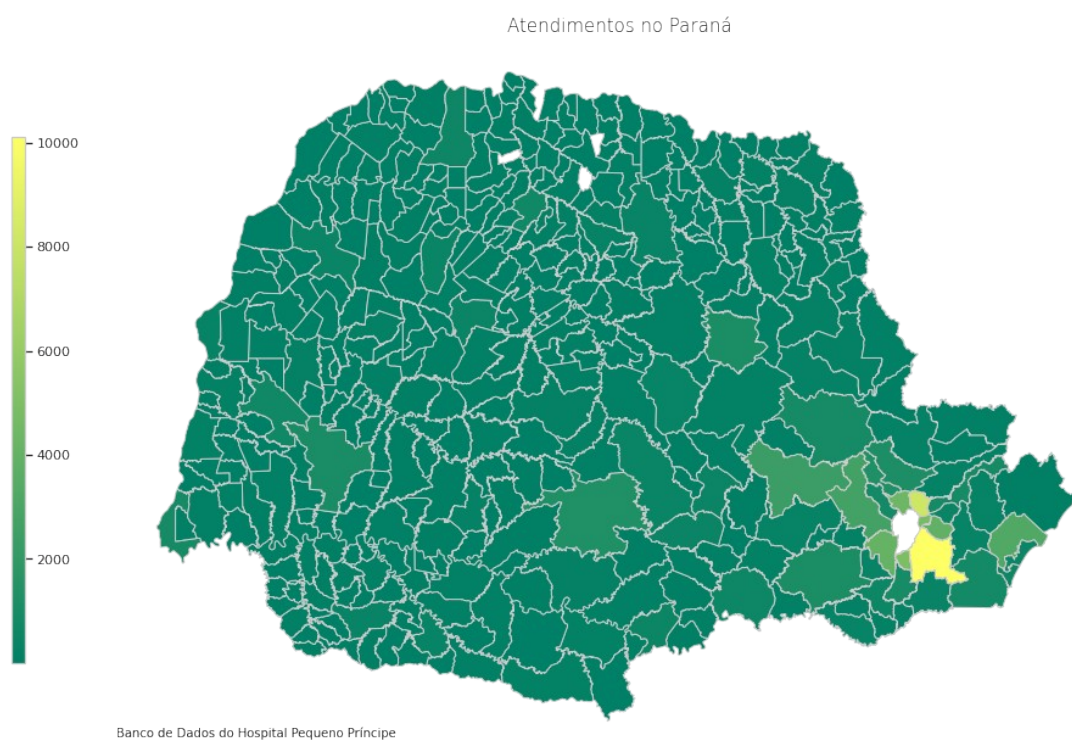 Atendimentos no Paraná
10000
8000
6000
4000
2000
Banco de Dados do Hospital Pequeno Príncipe